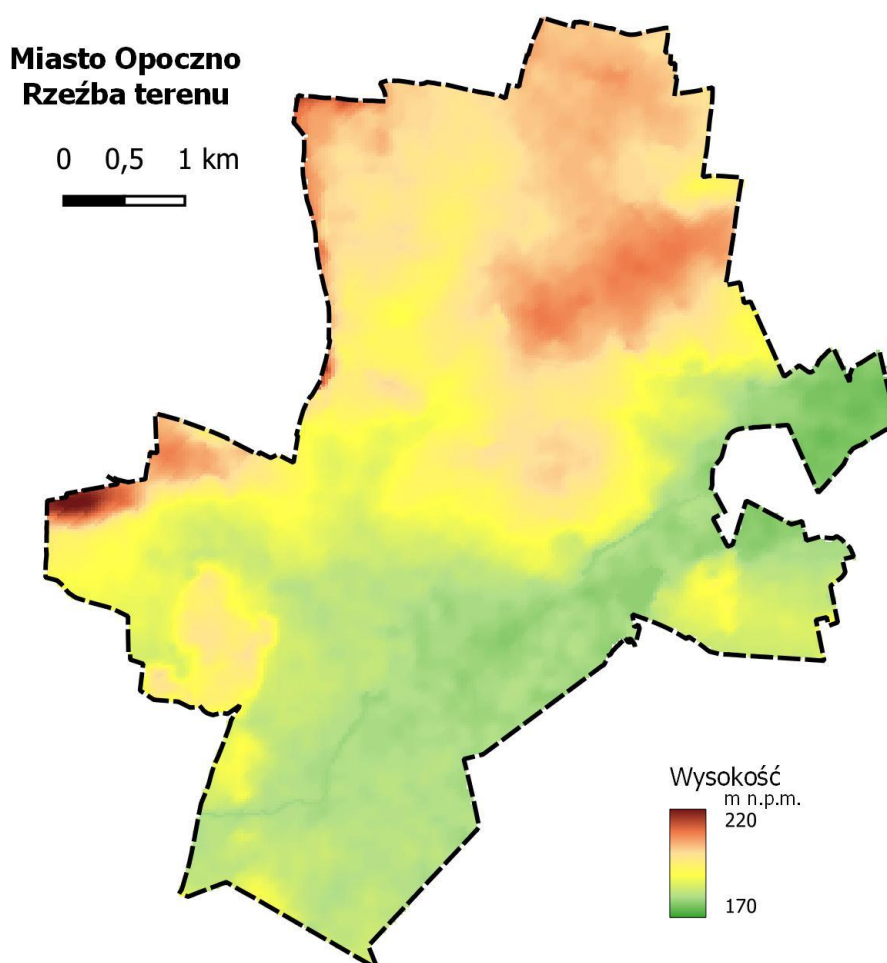 Miasto Opoczno
Rzeźba terenu
0 0,5 1 km
Wysokość
m n.p.m.
220
170